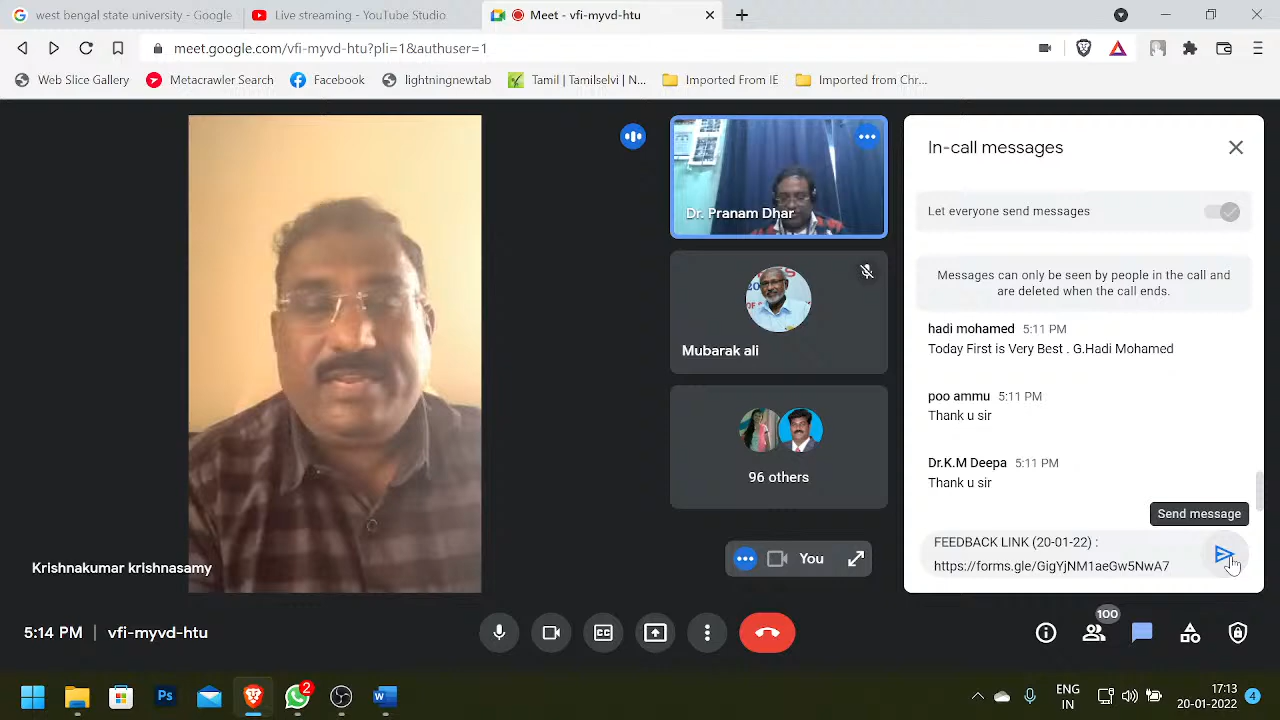 west bengal state university - Google
Live streaming - YouTube Studio
Meet - vfi-myvd-htu
meet.google.com/vfi-myvd-htu?pli=1&authuser=1
Web Slice Gallery
Metacrawler Search
Facebook
lightningnewtab
Tamil | Tamilselvi | N...
Imported From IE
Imported from Chr...
Krishnakumar krishnasamy
Dr. Pranam Dhar
Mubarak ali
96 others
You
In-call messages
Let everyone send messages
Messages can only be seen by people in the call and
are deleted when the call ends.
hadi mohamed 5:11 PM
Today First is Very Best . G.Hadi Mohamed
poo ammu 5:11 PM
Thank u sir
Dr.K.M Deepa 5:11 PM
Thank u sir
Send message
FEEDBACK LINK (20-01-22) :
https://forms.gle/GigYjNM1aeGw5NwA7
5:14 PM | vfi-myvd-htu
100
Ps
2
W
ENG
IN
17:13
20-01-2022
4